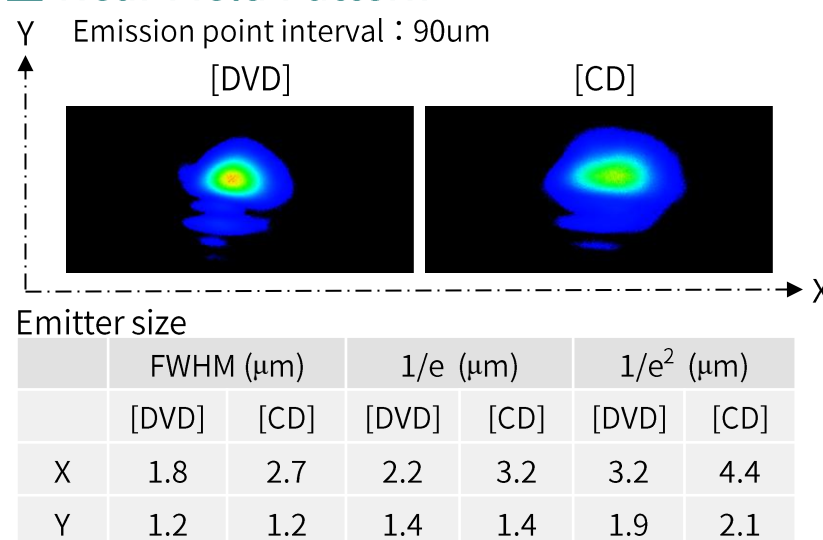 Y Emission point interval：90um
[DVD] [CD]
X
Emitter size
FWHM (μm) 1/e (μm) 1/e² (μm)
[DVD] [CD] [DVD] [CD] [DVD] [CD]
X 1.8 2.7 2.2 3.2 3.2 4.4
Y 1.2 1.2 1.4 1.4 1.9 2.1